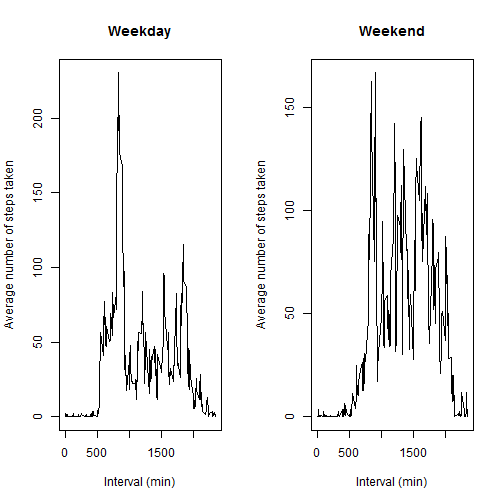 Weekday
Average number of steps taken
200
150
100
50
0
0 500 1500
Interval (min)
Weekend
Average number of steps taken
150
100
50
0
0 500 1500
Interval (min)